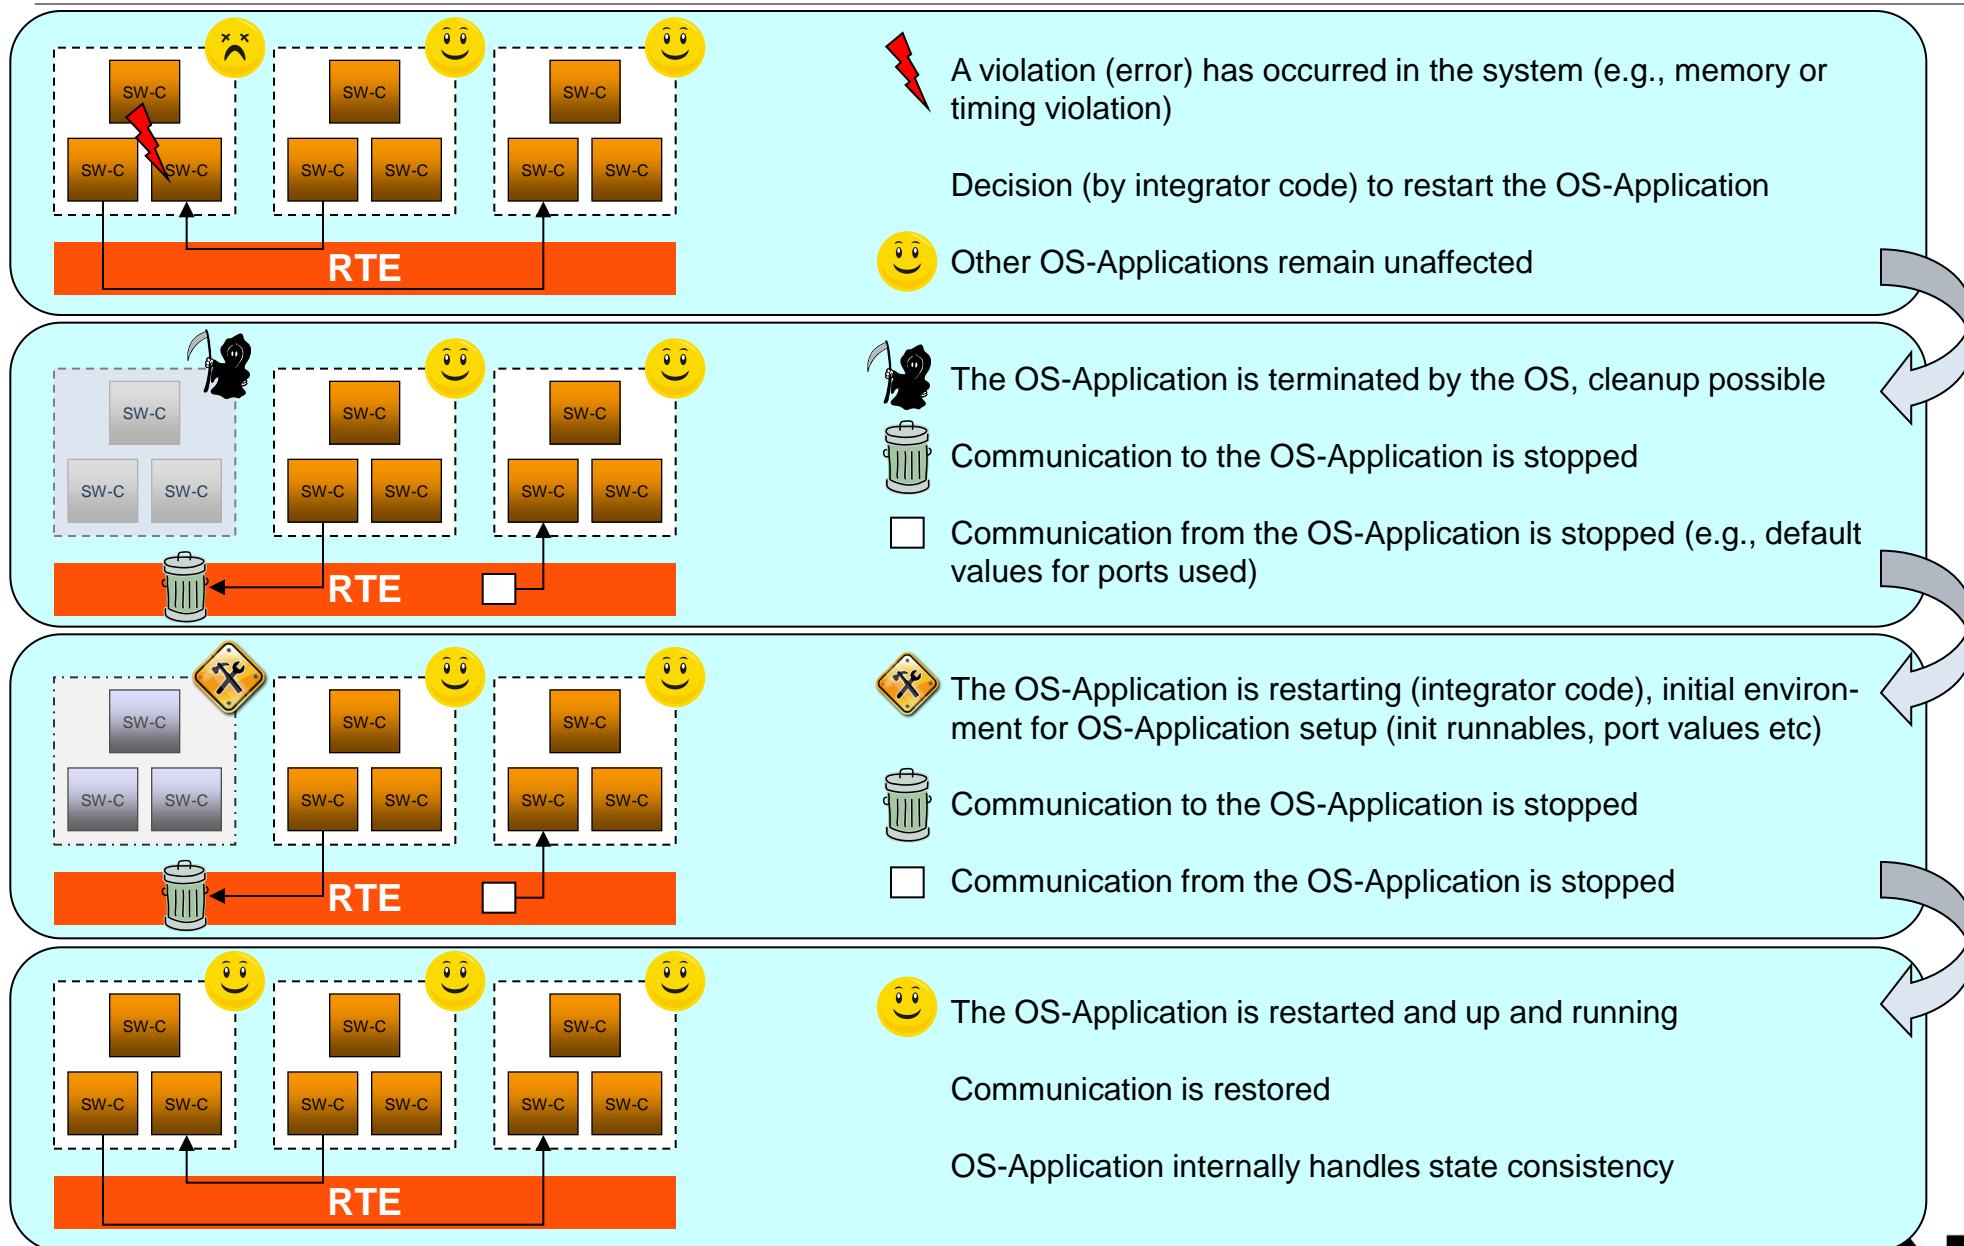 SW-C
SW-C
SW-C
SW-C
SW-C
SW-C
SW-C
SW-C
SW-C
RTE
A violation (error) has occurred in the system (e.g., memory or
timing violation)
Decision (by integrator code) to restart the OS-Application
Other OS-Applications remain unaffected
SW-C
SW-C
SW-C
SW-C
SW-C
SW-C
SW-C
SW-C
SW-C
RTE
The OS-Application is terminated by the OS, cleanup possible
Communication to the OS-Application is stopped
Communication from the OS-Application is stopped (e.g., default
values for ports used)
SW-C
SW-C
SW-C
SW-C
SW-C
SW-C
SW-C
SW-C
SW-C
RTE
The OS-Application is restarting (integrator code), initial environ-
ment for OS-Application setup (init runnables, port values etc)
Communication to the OS-Application is stopped
Communication from the OS-Application is stopped
SW-C
SW-C
SW-C
SW-C
SW-C
SW-C
SW-C
SW-C
SW-C
RTE
The OS-Application is restarted and up and running
Communication is restored
OS-Application internally handles state consistency